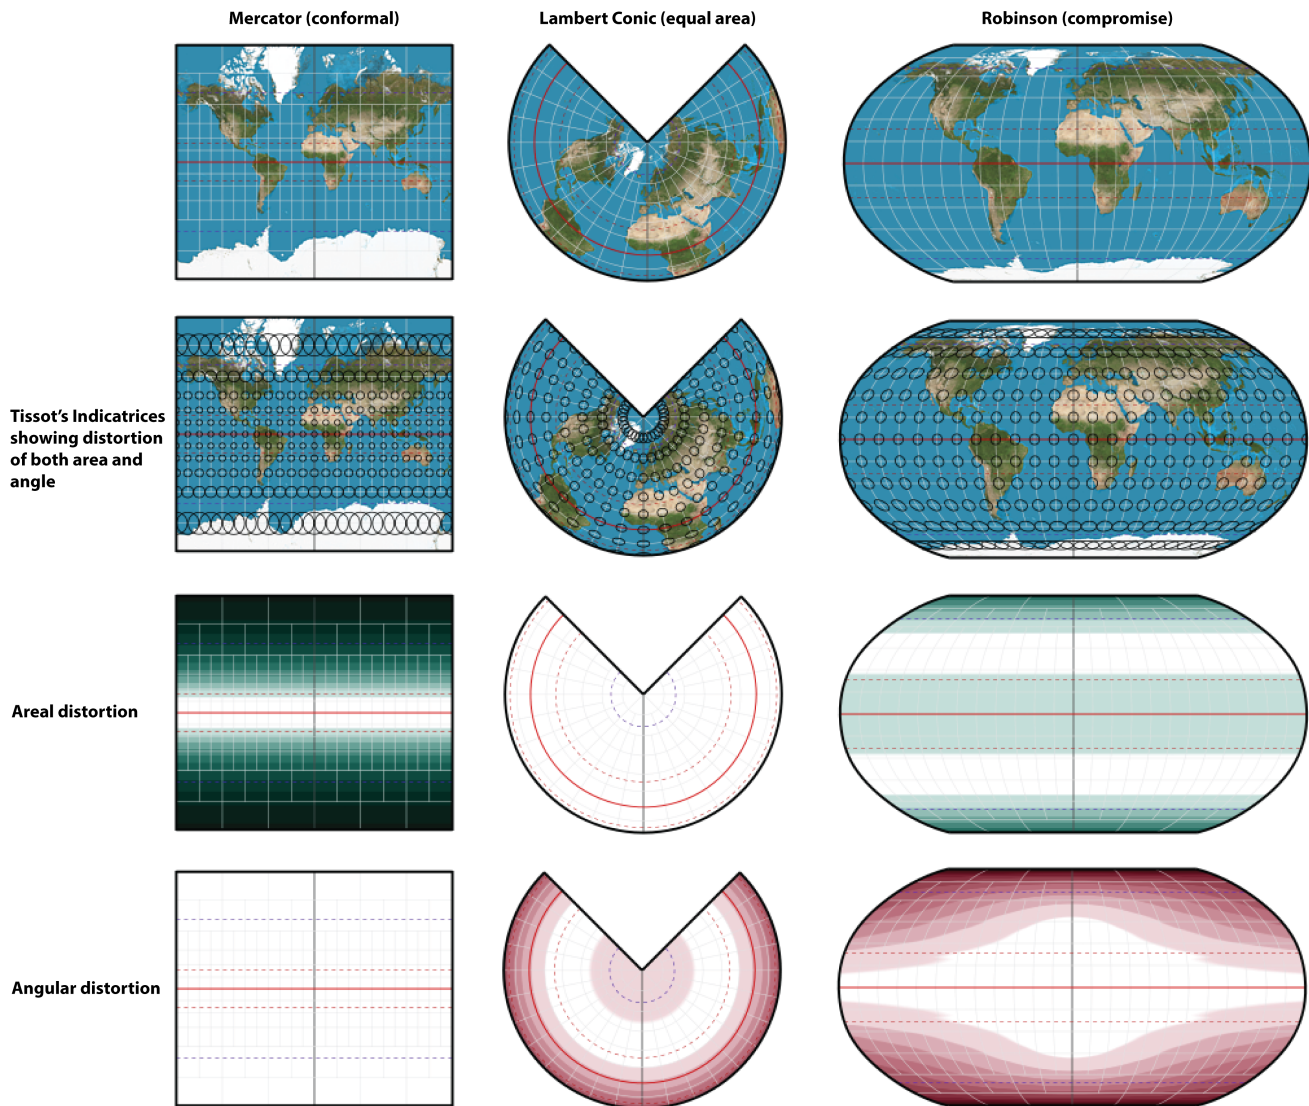 Mercator (conformal)
Lambert Conic (equal area)
Robinson (compromise)
Tissot’s Indicatrices
showing distortion
of both area and
angle
Areal distortion
Angular distortion